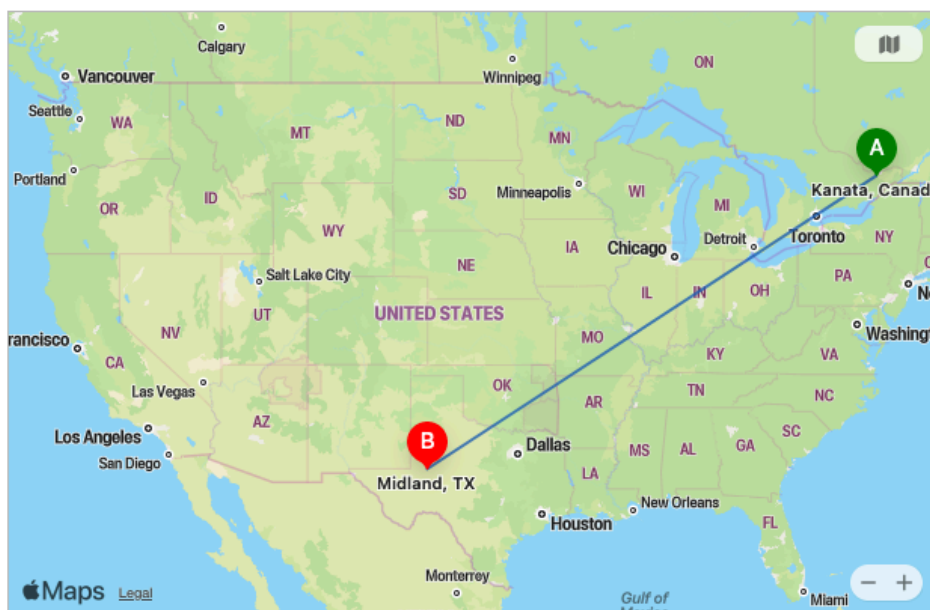 Calgary
ON
Vancouver
Winnipeg
Seattle
WA
ND
MT
MN
A
Portland
Minneapolis
Kanata, Canad
ID
SD
WI
OR
MI
Toronto
WY
Detroit
NY
IA
Chicago
NE
Salt Lake City
PA
IL
IN
OH
UNITED STATES
UT
NV
Washing
MO
rancisco
KY
VA
CA
Las Vegas
OK
TN
NC
AR
AZ
Los Angeles
B
Dallas
SC
MS
AL
GA
San Diego
LA
Midland, TX
New Orleans
Houston
FL
Monterrey
Maps
Legal
Gulf of
Miami